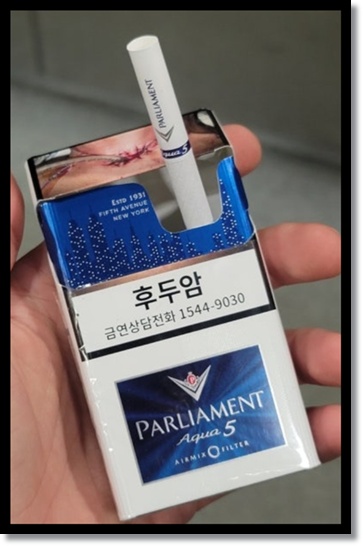 PARLIAMENT
Aqua 5
ESTD 1931
FIFTH AVENUE
NEW YORK
후두암
금연상담전화 1544-9030
PARLIAMENT
Aqua 5
AIRMIX FILTER